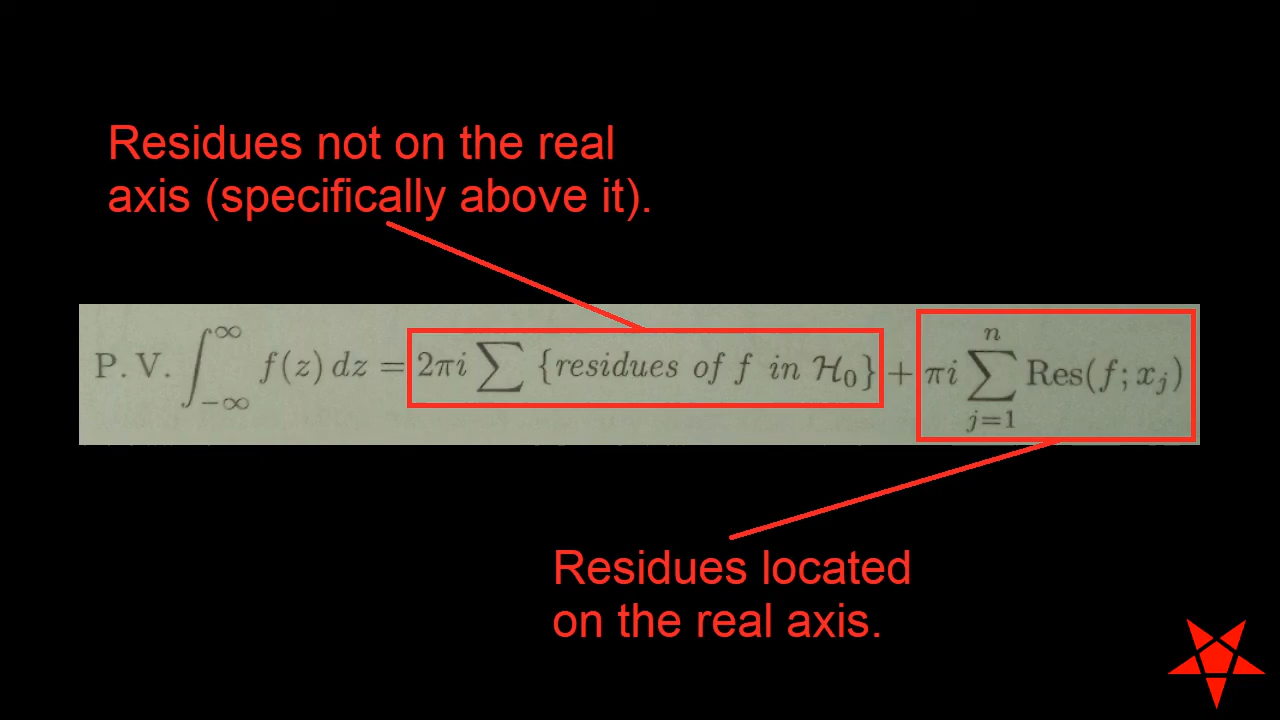 Residues not on the real
axis (specifically above it).
P. V. ∫_{-∞}^{∞} f(z) dz = 2πi ∑ {residues of f in ℋ₀} + πi ∑_{j=1}^{n} Res(f; x_j)
Residues located
on the real axis.